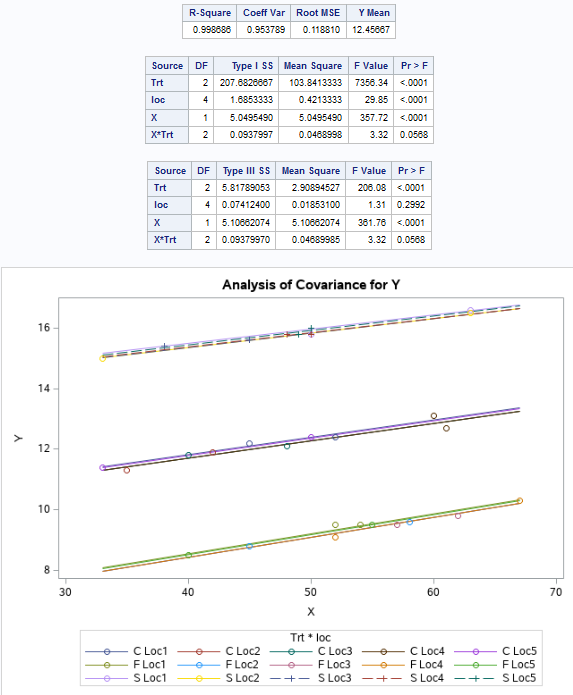 R-Square Coeff Var Root MSE Y Mean
0.998686 0.953789 0.118810 12.45667
Source DF Type I SS Mean Square F Value Pr > F
Trt 2 207.6826667 103.8413333 7356.34 <.0001
loc 4 1.6853333 0.4213333 29.85 <.0001
X 1 5.0495490 5.0495490 357.72 <.0001
X*Trt 2 0.0937997 0.0468998 3.32 0.0568
Source DF Type III SS Mean Square F Value Pr > F
Trt 2 5.81789053 2.90894527 206.08 <.0001
loc 4 0.07412400 0.01853100 1.31 0.2992
X 1 5.10662074 5.10662074 361.76 <.0001
X*Trt 2 0.09379970 0.04689985 3.32 0.0568
Analysis of Covariance for Y
16
14
12
10
8
Y
30 40 50 60 70
X
Trt * loc
C Loc1 C Loc2 C Loc3 C Loc4 C Loc5
F Loc1 F Loc2 F Loc3 F Loc4 F Loc5
S Loc1 S Loc2 S Loc3 S Loc4 S Loc5